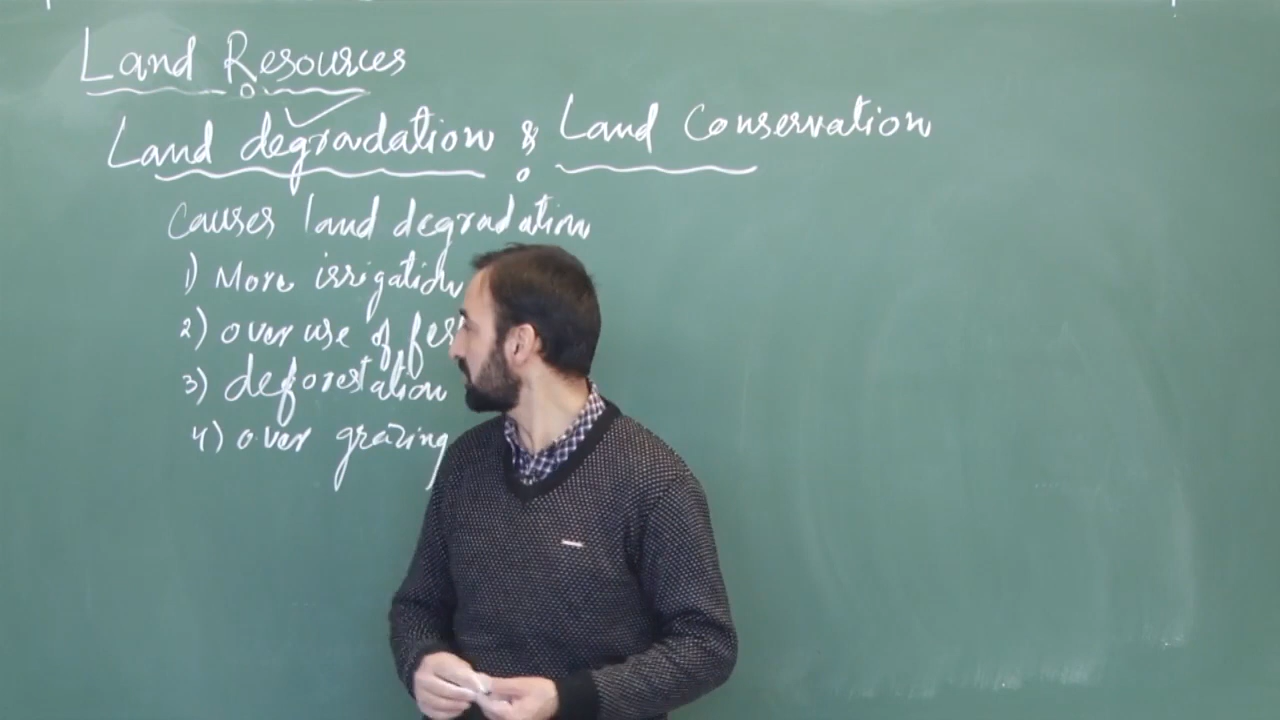 Land Resources
Land degradation & Land Conservation
Causes land degradation
1) More irrigation
2) over use of
3) deforestation
4) over grazing